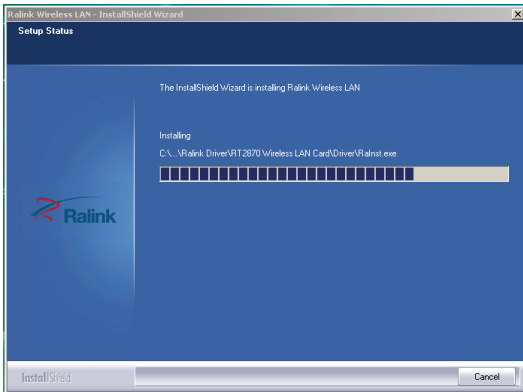 Ralink Wireless LAN - InstallShield Wizard
Setup Status
The InstallShield Wizard is installing Ralink Wireless LAN
Installing
C:\...\Ralink Driver\RT2870 Wireless LAN Card\Driver\RaInst.exe
Ralink
InstallShield
Cancel